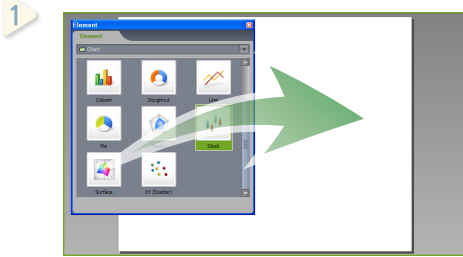 1
Element
Element
Chart
Column
Doughnut
Line
Pie
Stock
Surface
XY (Scatter)